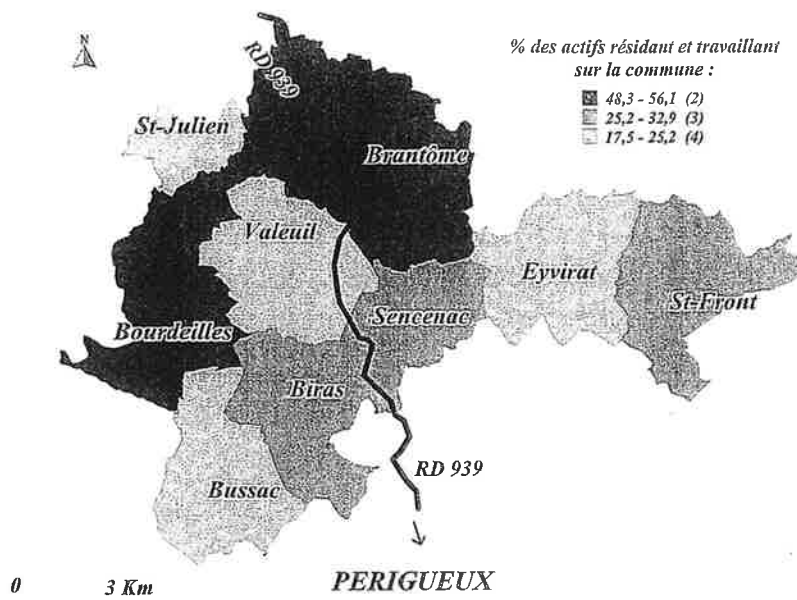 N
RD 939
% des actifs résidant et travaillant
sur la commune :
48,3 - 56,1 (2)
25,2 - 32,9 (3)
17,5 - 25,2 (4)
St-Julien
Brantôme
Valeuil
Eyvirat
St-Front
Sencenac
Bourdeilles
Biras
RD 939
Bussac
0 3 Km
PERIGUEUX